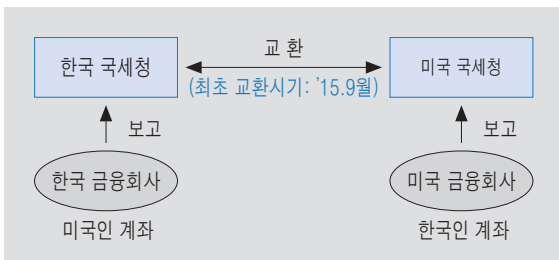 한국 국세청
교 환
(최초 교환시기: ’15.9월)
미국 국세청
보고
보고
한국 금융회사
미국 금융회사
미국인 계좌
한국인 계좌